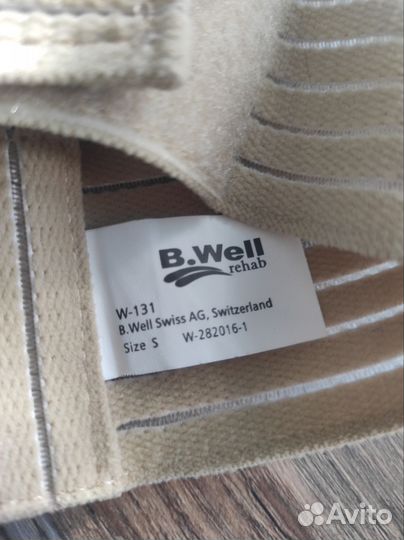 B.Well
rehab
W-131
B.Well Swiss AG, Switzerland
Size S W-282016-1
Avito